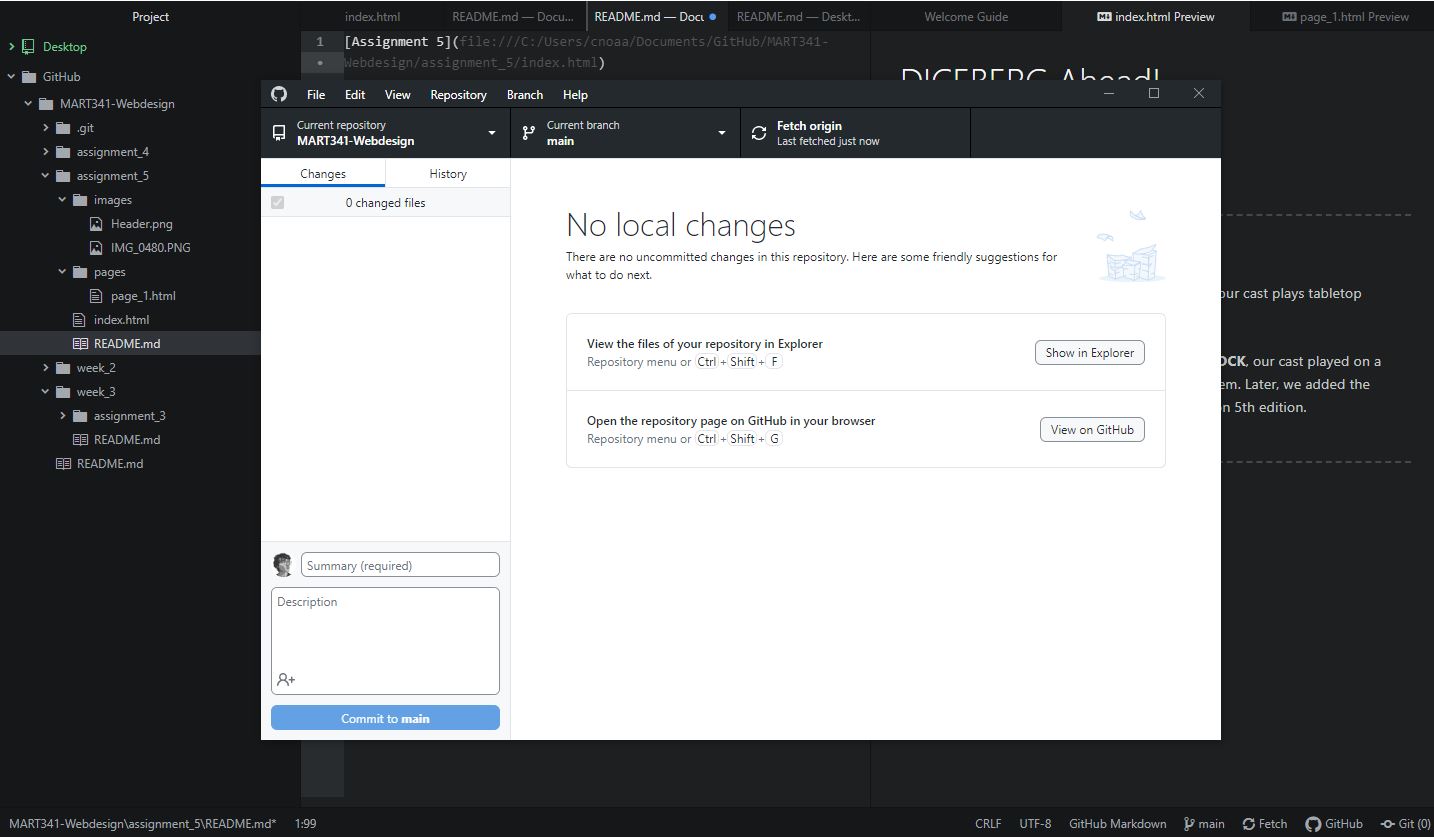 Project
index.html
README.md — Docu...
README.md — Docu
README.md — Deskt...
Welcome Guide
index.html Preview
page_1.html Preview
Desktop
GitHub
MART341-Webdesign
.git
assignment_4
assignment_5
images
Header.png
IMG_0480.PNG
pages
page_1.html
index.html
README.md
week_2
week_3
assignment_3
README.md
README.md
1
[Assignment 5](file:///C:/Users/cnoaa/Documents/GitHub/MART341-
Webdesign/assignment_5/index.html)
DICEBERG Ahead!
File Edit View Repository Branch Help
Current repository
MART341-Webdesign
Current branch
main
Fetch origin
Last fetched just now
Changes
History
0 changed files
No local changes
There are no uncommitted changes in this repository. Here are some friendly suggestions for
what to do next.
View the files of your repository in Explorer
Repository menu or Ctrl + Shift + F
Show in Explorer
Open the repository page on GitHub in your browser
Repository menu or Ctrl + Shift + G
View on GitHub
our cast plays tabletop
OCK, our cast played on a
em. Later, we added the
n 5th edition.
Summary (required)
Description
Commit to main
MART341-Webdesign\assignment_5\README.md*
1:99
CRLF
UTF-8
GitHub Markdown
main
Fetch
GitHub
Git (0)